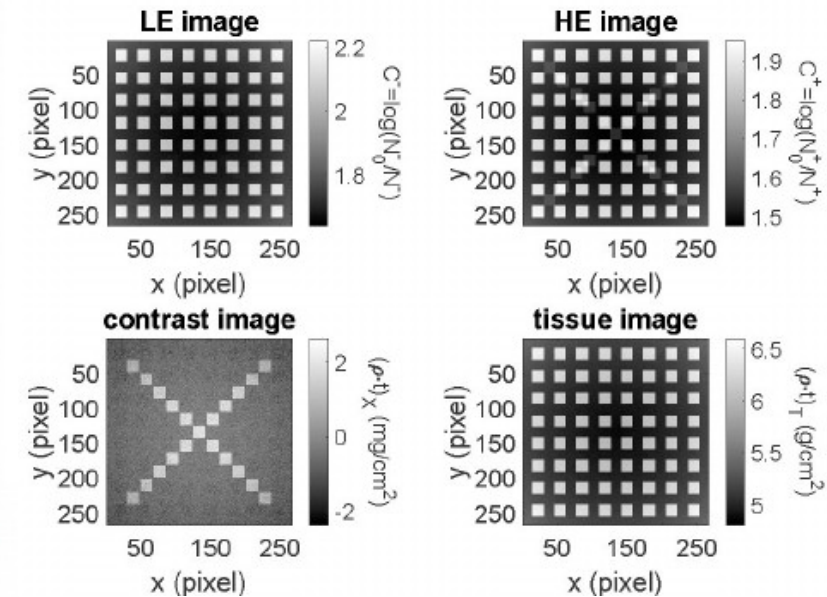 LE image
2.2
2
1.8
C⁻=log(N₀⁻/N⁻)
50
100
150
200
250
y (pixel)
50 150 250
x (pixel)
HE image
1.9
1.8
1.7
1.6
1.5
C⁺=log(N₀⁺/N⁺)
50
100
150
200
250
y (pixel)
50 150 250
x (pixel)
contrast image
2
0
-2
(ρ·t)ₓ (mg/cm²)
50
100
150
200
250
y (pixel)
50 150 250
x (pixel)
tissue image
6.5
6
5.5
5
(ρ·t)_T (g/cm²)
50
100
150
200
250
y (pixel)
50 150 250
x (pixel)